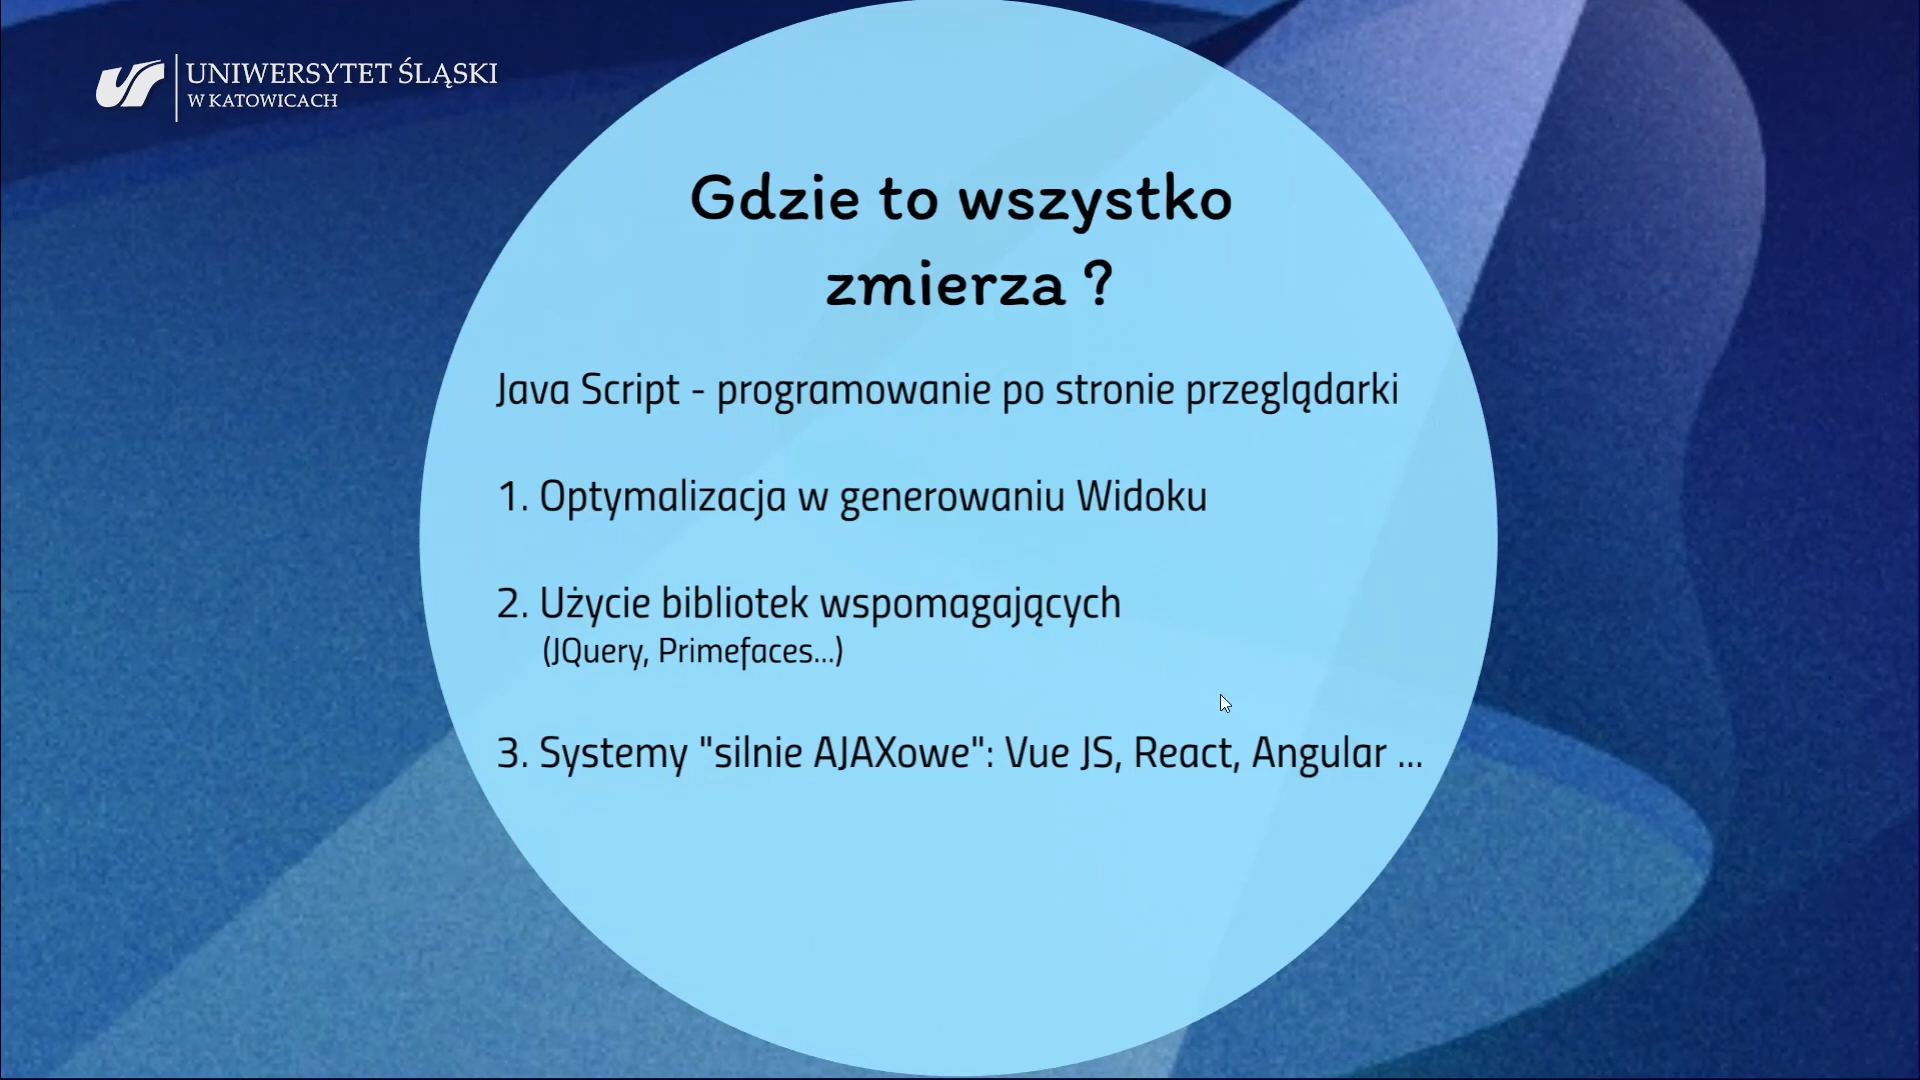 UNIWERSYTET ŚLĄSKI
W KATOWICACH
Gdzie to wszystko
zmierza ?
Java Script - programowanie po stronie przeglądarki
1. Optymalizacja w generowaniu Widoku
2. Użycie bibliotek wspomagających
(JQuery, Primefaces...)
3. Systemy "silnie AJAXowe": Vue JS, React, Angular ...